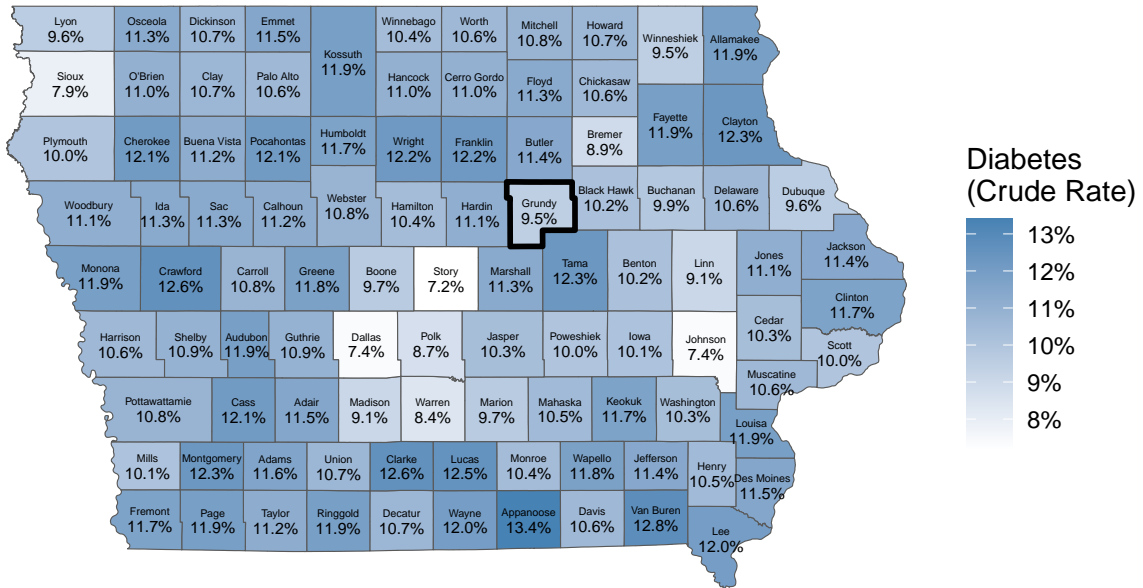 Lyon
9.6%
Osceola
11.3%
Dickinson
10.7%
Emmet
11.5%
Winnebago
10.4%
Worth
10.6%
Mitchell
10.8%
Howard
10.7%
Winneshiek
9.5%
Allamakee
11.9%
Kossuth
11.9%
Sioux
7.9%
O'Brien
11.0%
Clay
10.7%
Palo Alto
10.6%
Hancock
11.0%
Cerro Gordo
11.0%
Floyd
11.3%
Chickasaw
10.6%
Fayette
11.9%
Clayton
12.3%
Plymouth
10.0%
Cherokee
12.1%
Buena Vista
11.2%
Pocahontas
12.1%
Humboldt
11.7%
Wright
12.2%
Franklin
12.2%
Butler
11.4%
Bremer
8.9%
Woodbury
11.1%
Ida
11.3%
Sac
11.3%
Calhoun
11.2%
Webster
10.8%
Hamilton
10.4%
Hardin
11.1%
Grundy
9.5%
Black Hawk
10.2%
Buchanan
9.9%
Delaware
10.6%
Dubuque
9.6%
Monona
11.9%
Crawford
12.6%
Carroll
10.8%
Greene
11.8%
Boone
9.7%
Story
7.2%
Marshall
11.3%
Tama
12.3%
Benton
10.2%
Linn
9.1%
Jones
11.1%
Jackson
11.4%
Clinton
11.7%
Harrison
10.6%
Shelby
10.9%
Audubon
11.9%
Guthrie
10.9%
Dallas
7.4%
Polk
8.7%
Jasper
10.3%
Poweshiek
10.0%
Iowa
10.1%
Johnson
7.4%
Cedar
10.3%
Scott
10.0%
Muscatine
10.6%
Pottawattamie
10.8%
Cass
12.1%
Adair
11.5%
Madison
9.1%
Warren
8.4%
Marion
9.7%
Mahaska
10.5%
Keokuk
11.7%
Washington
10.3%
Louisa
11.9%
Mills
10.1%
Montgomery
12.3%
Adams
11.6%
Union
10.7%
Clarke
12.6%
Lucas
12.5%
Monroe
10.4%
Wapello
11.8%
Jefferson
11.4%
Henry
10.5%
Des Moines
11.5%
Fremont
11.7%
Page
11.9%
Taylor
11.2%
Ringgold
11.9%
Decatur
10.7%
Wayne
12.0%
Appanoose
13.4%
Davis
10.6%
Van Buren
12.8%
Lee
12.0%
Diabetes
(Crude Rate)
13%
12%
11%
10%
9%
8%